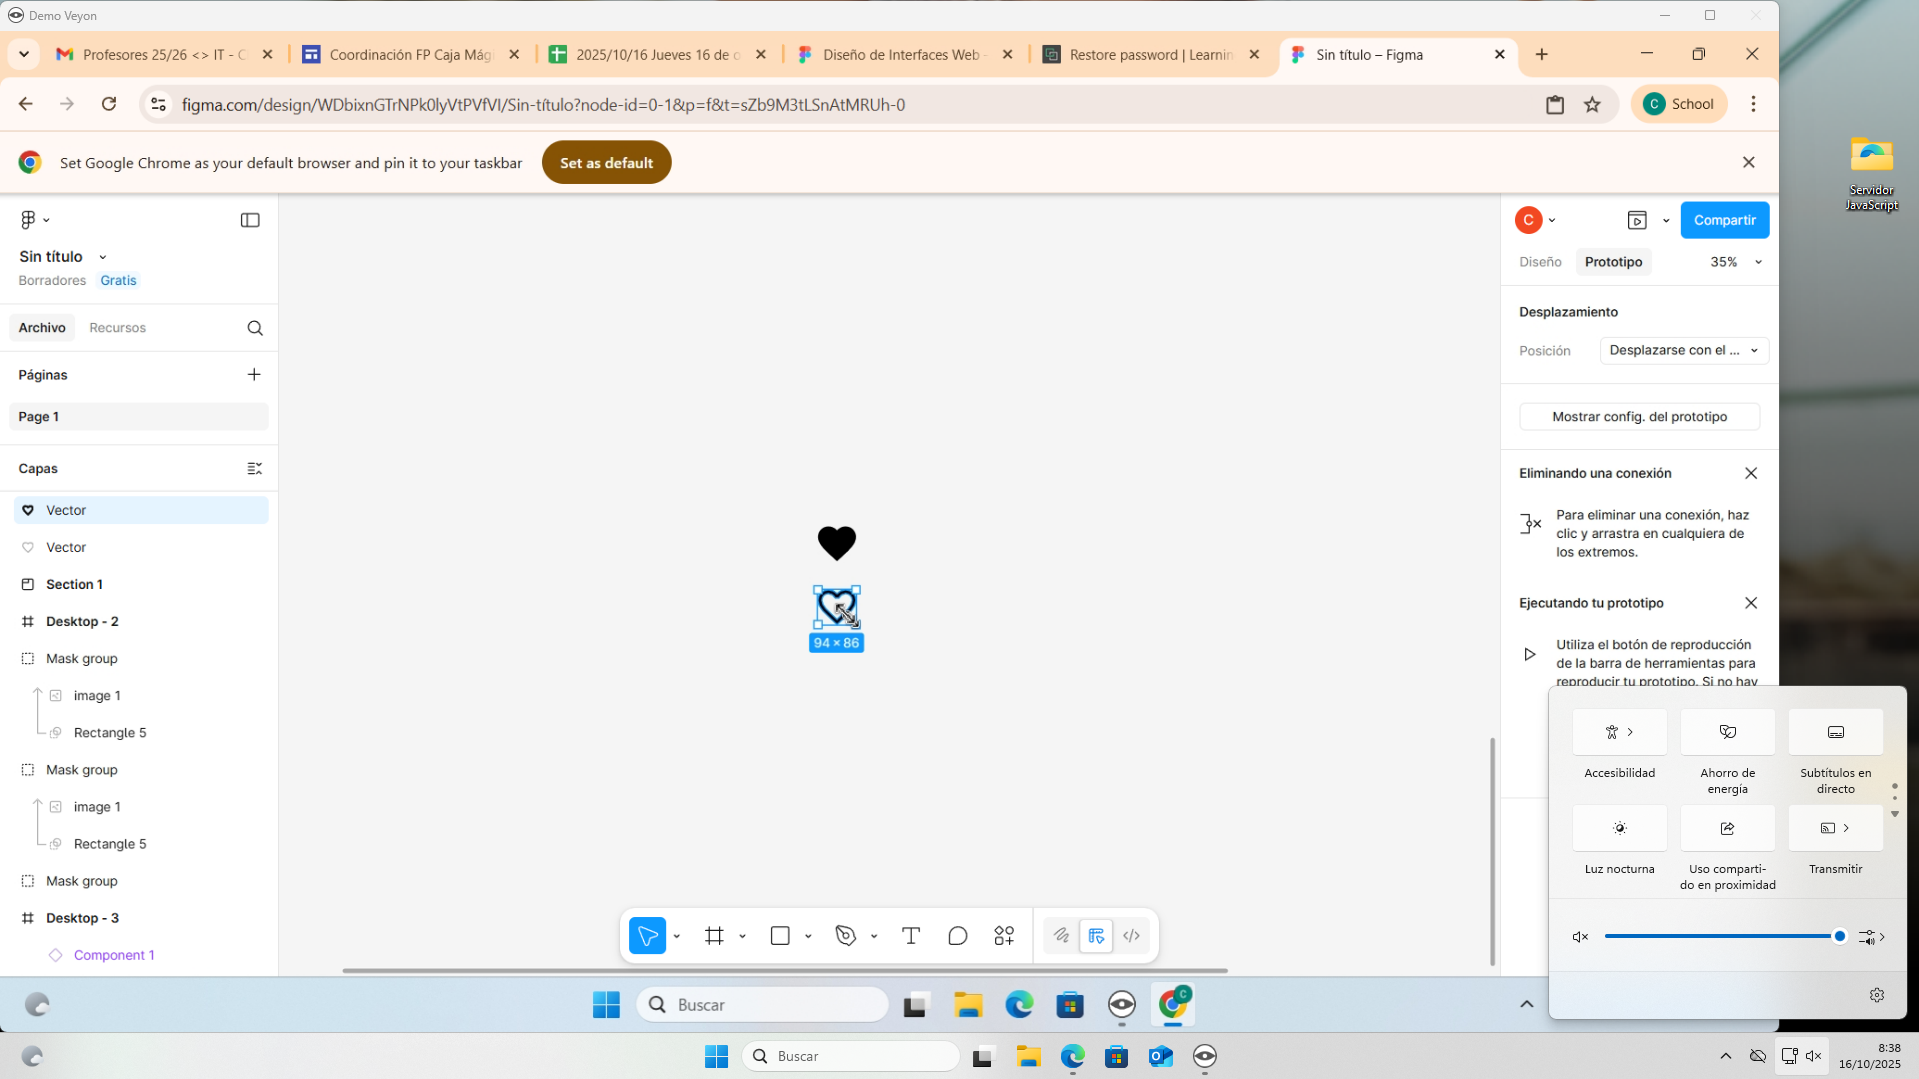 Demo Veyon
Profesores 25/26 <> IT - C
Coordinación FP Caja Mág
2025/10/16 Jueves 16 de o
Diseño de Interfaces Web -
Restore password | Learnin
Sin título – Figma
figma.com/design/WDbixnGTrNPk0lyVtPVfVI/Sin-título?node-id=0-1&p=f&t=sZb9M3tLSnAtMRUh-0
C School
Set Google Chrome as your default browser and pin it to your taskbar
Set as default
Servidor
JavaScript
Sin título
Borradores Gratis
Archivo Recursos
Páginas
Page 1
Capas
Vector
Vector
Section 1
Desktop - 2
Mask group
image 1
Rectangle 5
Mask group
image 1
Rectangle 5
Mask group
Desktop - 3
Component 1
94 × 86
C
Compartir
Diseño Prototipo 35%
Desplazamiento
Posición Desplazarse con el ...
Mostrar config. del prototipo
Eliminando una conexión
Para eliminar una conexión, haz
clic y arrastra en cualquiera de
los extremos.
Ejecutando tu prototipo
Utiliza el botón de reproducción
de la barra de herramientas para
reproducir tu prototipo. Si no hay
Accesibilidad
Ahorro de
energía
Subtítulos en
directo
Luz nocturna
Uso comparti-
do en proximidad
Transmitir
Buscar
C
Buscar
8:38
16/10/2025